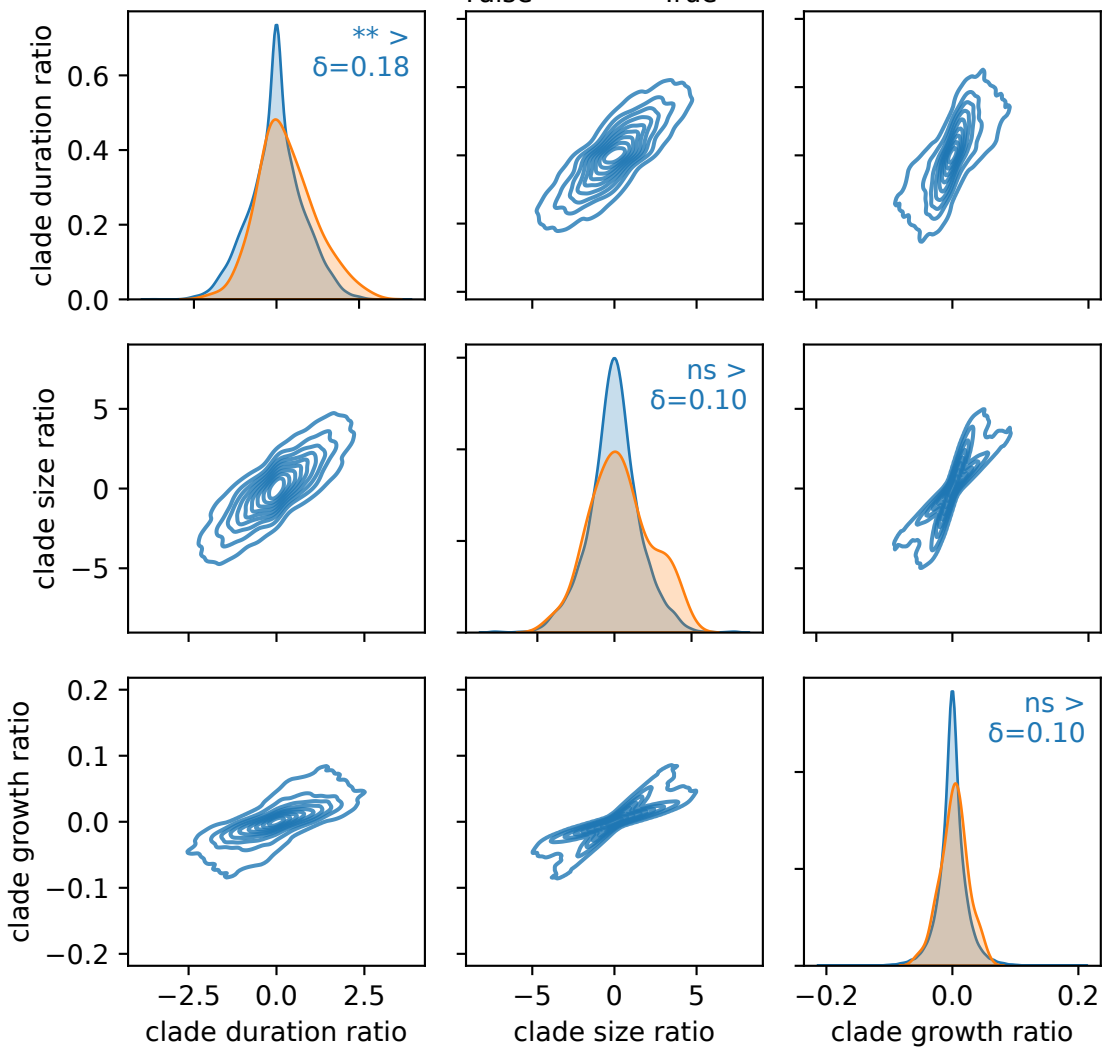 False True
clade duration ratio
0.6
0.4
0.2
0.0
** >
δ=0.18
clade size ratio
5
0
−5
ns >
δ=0.10
clade growth ratio
0.2
0.1
0.0
−0.1
−0.2
ns >
δ=0.10
−2.5 0.0 2.5
−5 0 5
−0.2 0.0 0.2
clade duration ratio
clade size ratio
clade growth ratio